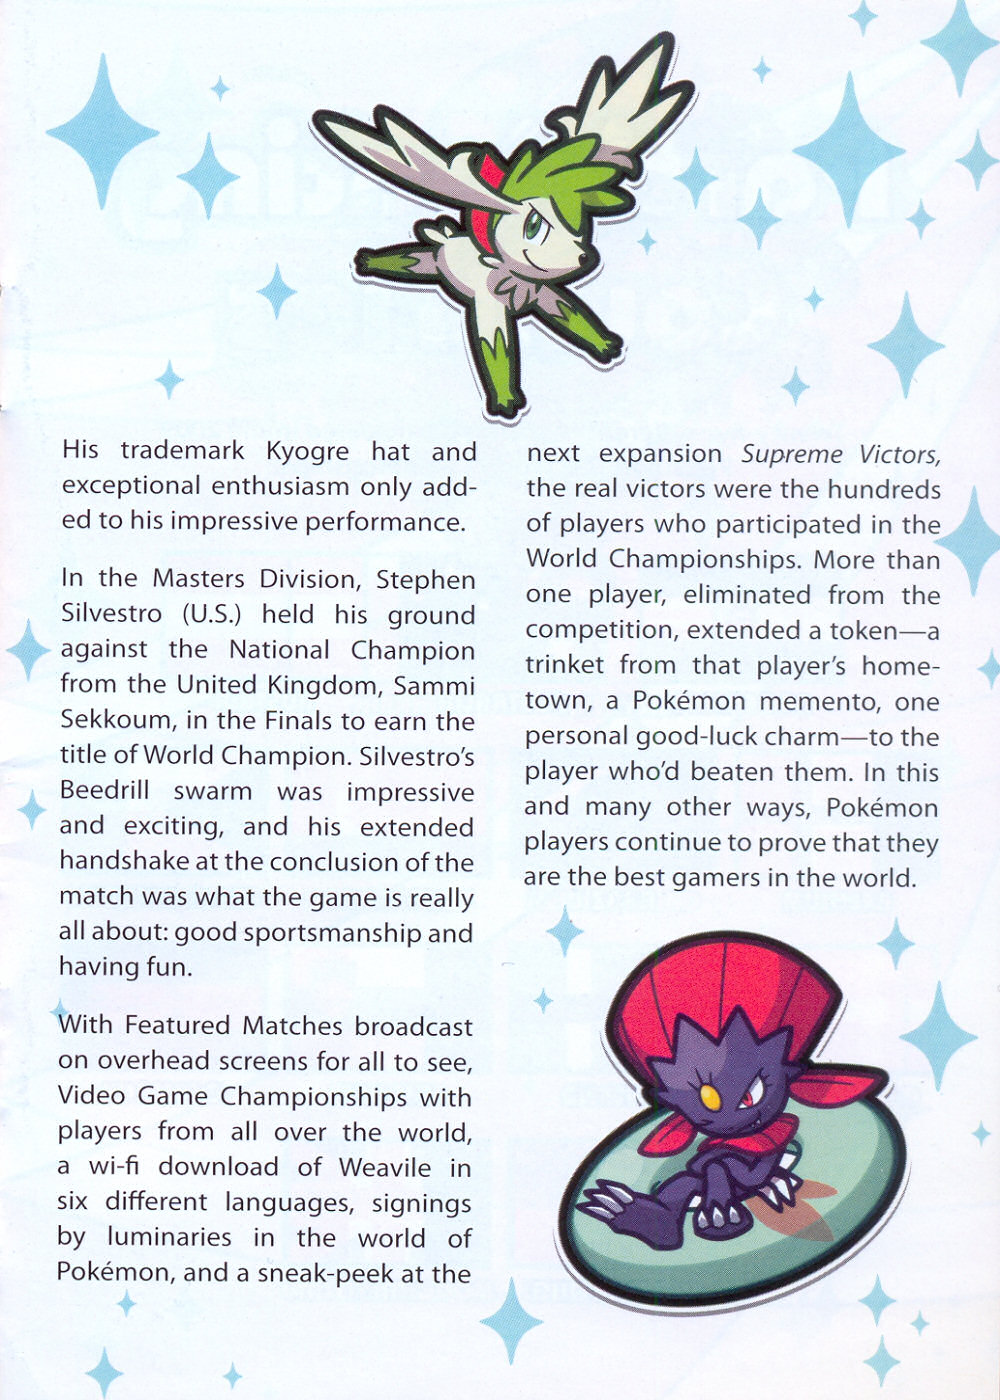 His trademark Kyogre hat and
exceptional enthusiasm only add-
ed to his impressive performance.
In the Masters Division, Stephen
Silvestro (U.S.) held his ground
against the National Champion
from the United Kingdom, Sammi
Sekkoum, in the Finals to earn the
title of World Champion. Silvestro's
Beedrill swarm was impressive
and exciting, and his extended
handshake at the conclusion of the
match was what the game is really
all about: good sportsmanship and
having fun.
With Featured Matches broadcast
on overhead screens for all to see,
Video Game Championships with
players from all over the world,
a wi-fi download of Weavile in
six different languages, signings
by luminaries in the world of
Pokémon, and a sneak-peek at the
next expansion Supreme Victors,
the real victors were the hundreds
of players who participated in the
World Championships. More than
one player, eliminated from the
competition, extended a token—a
trinket from that player's home-
town, a Pokémon memento, one
personal good-luck charm—to the
player who'd beaten them. In this
and many other ways, Pokémon
players continue to prove that they
are the best gamers in the world.